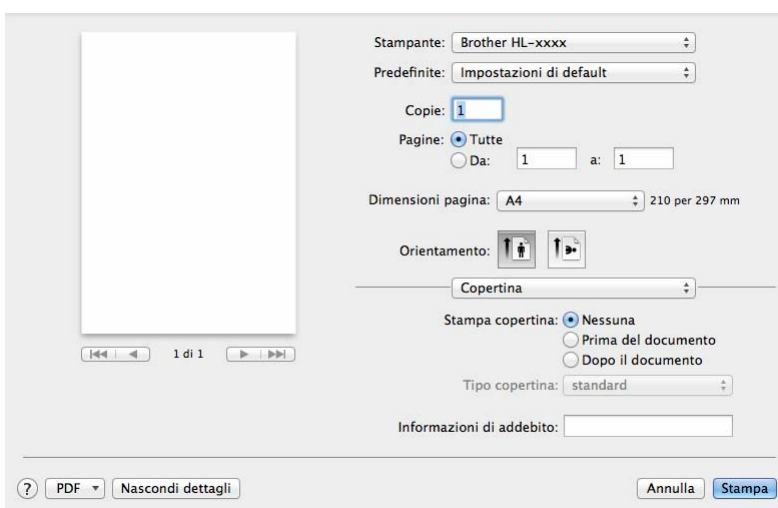 Stampante: Brother HL-xxxx
Predefinite: Impostazioni di default
Copie: 1
Pagine: Tutte
Da: 1 a: 1
Dimensioni pagina: A4 210 per 297 mm
Orientamento:
Copertina
Stampa copertina: Nessuna
Prima del documento
Dopo il documento
Tipo copertina: standard
Informazioni di addebito:
1 di 1
? PDF Nascondi dettagli Annulla Stampa